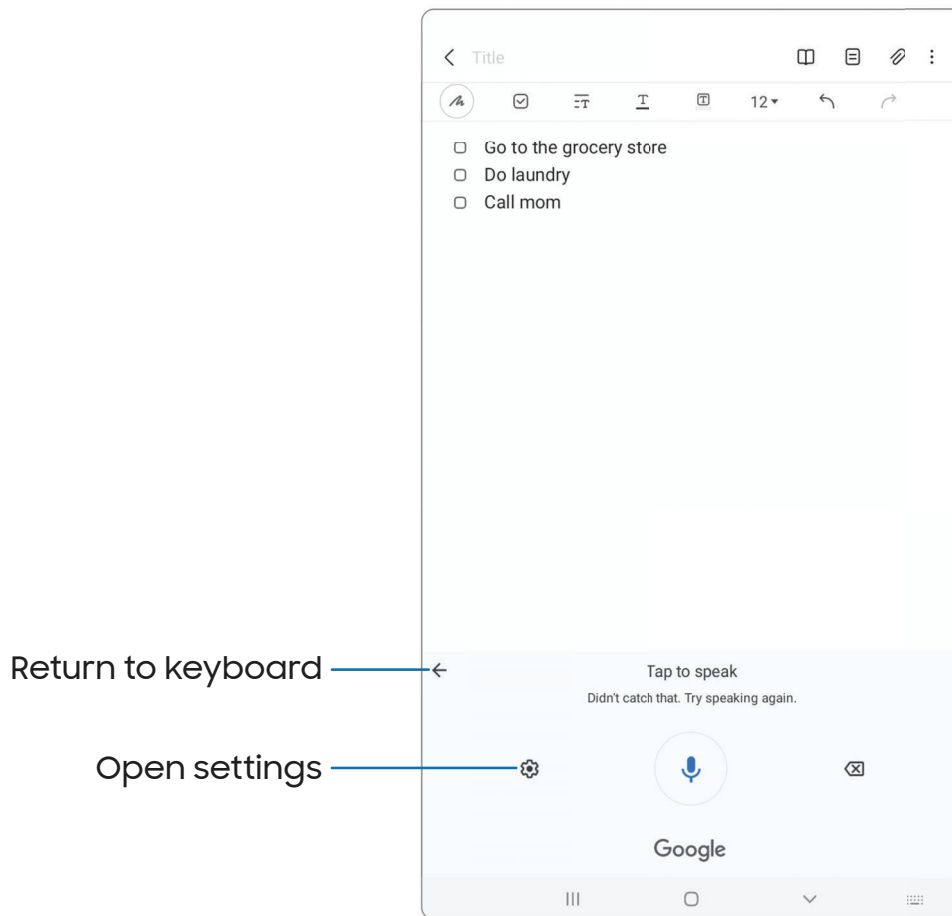 Title
12
Go to the grocery store
Do laundry
Call mom
Return to keyboard
Tap to speak
Didn't catch that. Try speaking again.
Open settings
Google